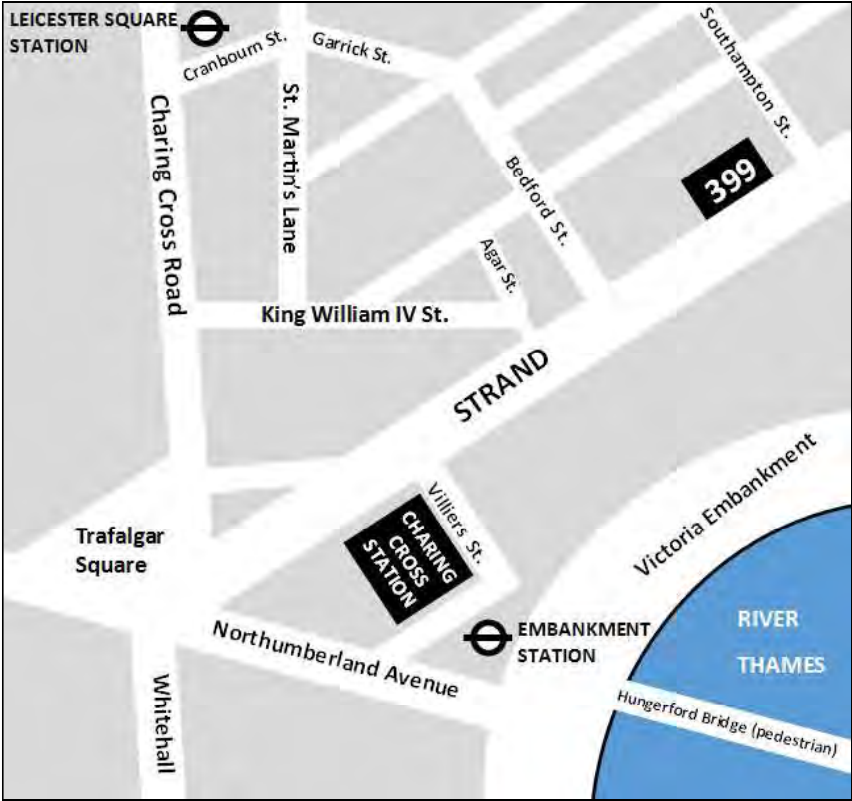 LEICESTER SQUARE
STATION
Cranbourn St.
Garrick St.
Southampton St.
Charing Cross Road
St. Martin's Lane
Bedford St.
399
Agar St.
King William IV St.
STRAND
Villiers St.
CHARING
CROSS
STATION
Victoria Embankment
Trafalgar
Square
Northumberland Avenue
EMBANKMENT
STATION
RIVER
THAMES
Whitehall
Hungerford Bridge (pedestrian)